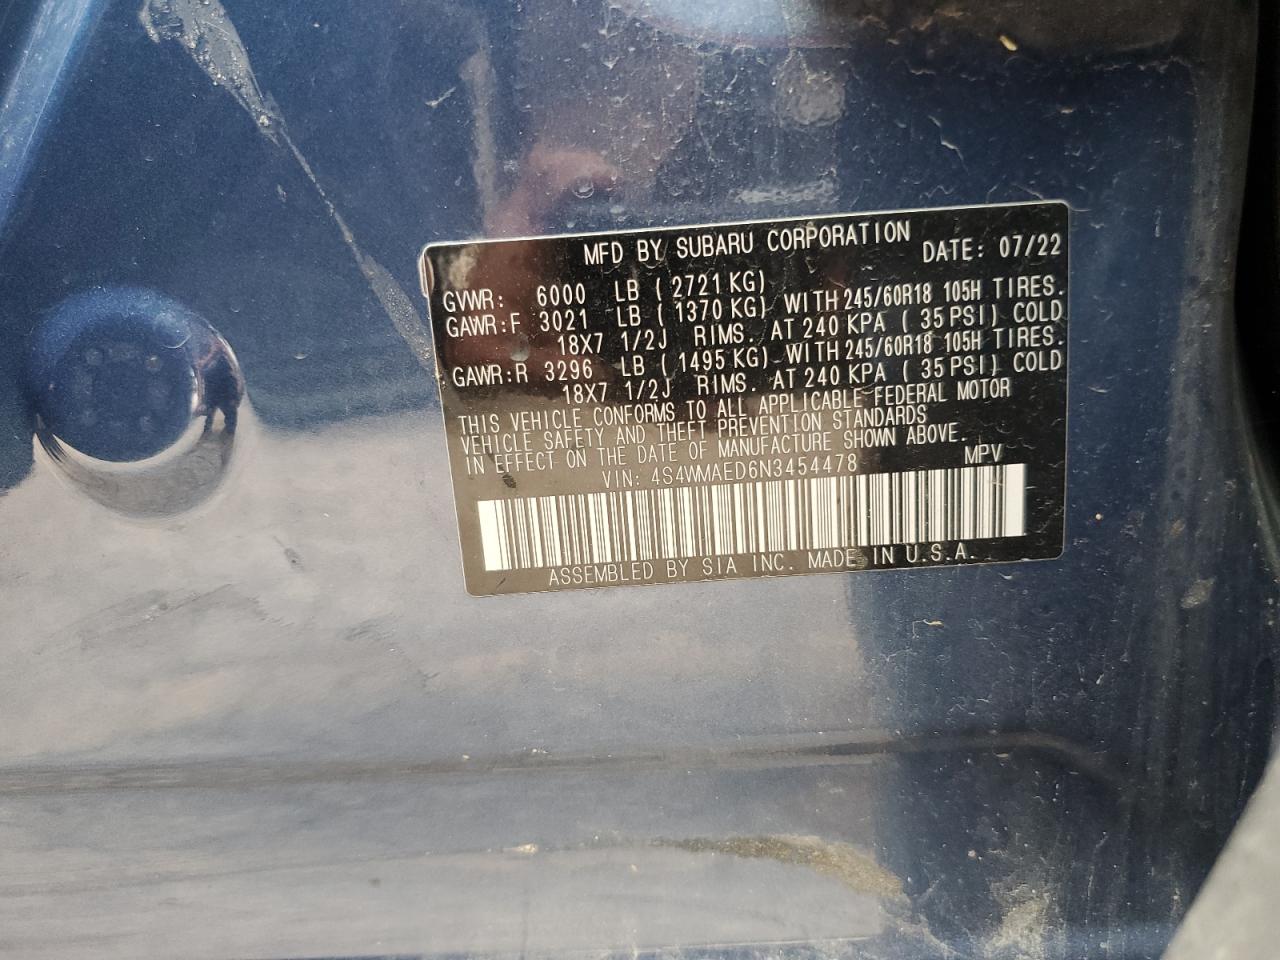 MFD BY SUBARU CORPORATION DATE: 07/22
GVWR: 6000 LB ( 2721 KG)
GAWR:F 3021 LB ( 1370 KG) WITH 245/60R18 105H TIRES.
18X7 1/2J RIMS. AT 240 KPA ( 35 PSI) COLD
GAWR:R 3296 LB ( 1495 KG) WITH 245/60R18 105H TIRES.
18X7 1/2J RIMS. AT 240 KPA ( 35 PSI) COLD
THIS VEHICLE CONFORMS TO ALL APPLICABLE FEDERAL MOTOR
VEHICLE SAFETY AND THEFT PREVENTION STANDARDS
IN EFFECT ON THE DATE OF MANUFACTURE SHOWN ABOVE.
VIN: 4S4WMAED6N3454478 MPV
ASSEMBLED BY SIA INC. MADE IN U.S.A.